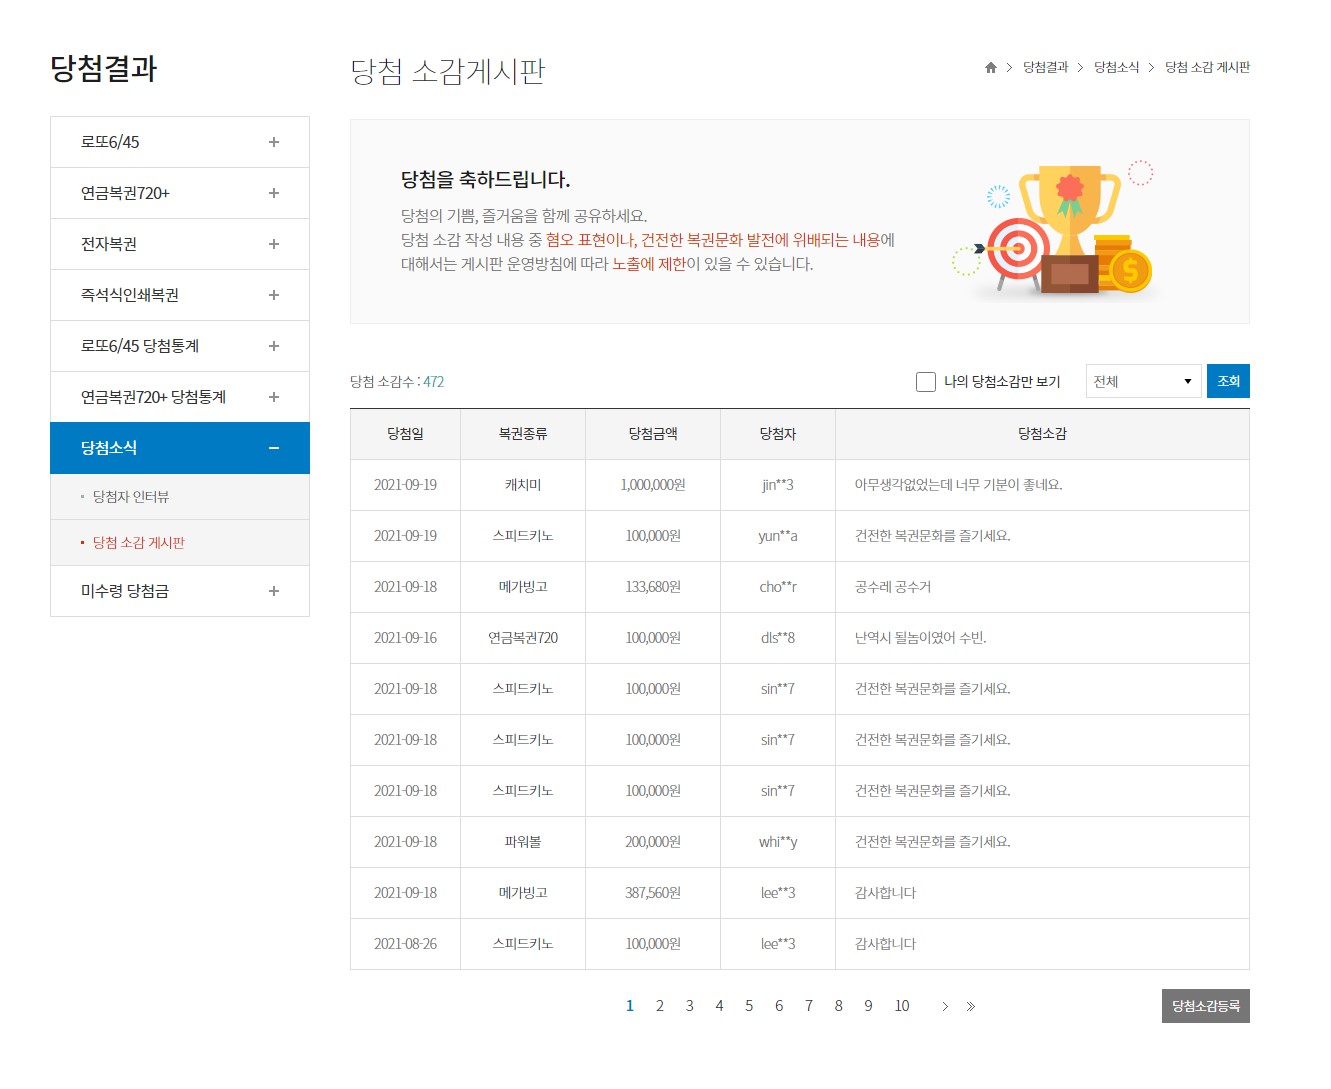 당첨결과
로또6/45
연금복권720+
전자복권
즉석식인쇄복권
로또6/45 당첨통계
연금복권720+ 당첨통계
당첨소식
당첨자 인터뷰
당첨 소감 게시판
미수령 당첨금
당첨 소감게시판
당첨결과 > 당첨소식 > 당첨 소감 게시판
당첨을 축하드립니다.
당첨의 기쁨, 즐거움을 함께 공유하세요.
당첨 소감 작성 내용 중 혐오 표현이나, 건전한 복권문화 발전에 위배되는 내용에
대해서는 게시판 운영방침에 따라 노출에 제한이 있을 수 있습니다.
당첨 소감수 : 472
나의 당첨소감만 보기 전체 조회
당첨일 복권종류 당첨금액 당첨자 당첨소감
2021-09-19 캐치미 1,000,000원 jin**3 아무생각없었는데 너무 기분이 좋네요.
2021-09-19 스피드키노 100,000원 yun**a 건전한 복권문화를 즐기세요.
2021-09-18 메가빙고 133,680원 cho**r 공수레 공수거
2021-09-16 연금복권720 100,000원 dls**8 난역시 될놈이였어 수빈.
2021-09-18 스피드키노 100,000원 sin**7 건전한 복권문화를 즐기세요.
2021-09-18 스피드키노 100,000원 sin**7 건전한 복권문화를 즐기세요.
2021-09-18 스피드키노 100,000원 sin**7 건전한 복권문화를 즐기세요.
2021-09-18 파워볼 200,000원 whi**y 건전한 복권문화를 즐기세요.
2021-09-18 메가빙고 387,560원 lee**3 감사합니다
2021-08-26 스피드키노 100,000원 lee**3 감사합니다
1 2 3 4 5 6 7 8 9 10
당첨소감등록